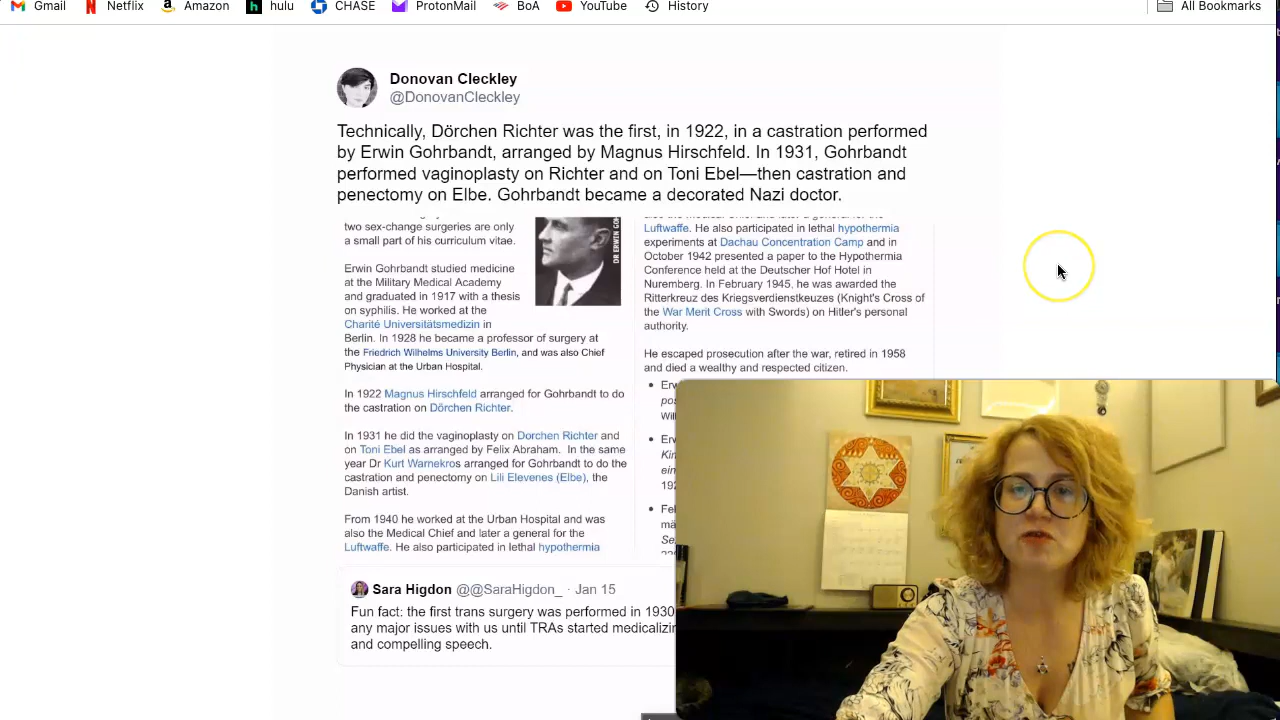 Gmail
Netflix
Amazon
hulu
CHASE
ProtonMail
BoA
YouTube
History
All Bookmarks
Donovan Cleckley
@DonovanCleckley
Technically, Dörchen Richter was the first, in 1922, in a castration performed
by Erwin Gohrbandt, arranged by Magnus Hirschfeld. In 1931, Gohrbandt
performed vaginoplasty on Richter and on Toni Ebel—then castration and
penectomy on Elbe. Gohrbandt became a decorated Nazi doctor.
two sex-change surgeries are only
a small part of his curriculum vitae.
Erwin Gohrbandt studied medicine
at the Military Medical Academy
and graduated in 1917 with a thesis
on syphilis. He worked at the
Charité Universitätsmedizin in
Berlin. In 1928 he became a professor of surgery at
the Friedrich Wilhelms University Berlin, and was also Chief
Physician at the Urban Hospital.
In 1922 Magnus Hirschfeld arranged for Gohrbandt to do
the castration on Dörchen Richter.
In 1931 he did the vaginoplasty on Dorchen Richter and
on Toni Ebel as arranged by Felix Abraham. In the same
year Dr Kurt Warnekros arranged for Gohrbandt to do the
castration and penectomy on Lili Elevenes (Elbe), the
Danish artist.
From 1940 he worked at the Urban Hospital and was
also the Medical Chief and later a general for the
Luftwaffe. He also participated in lethal hypothermia
DR ERWIN GOH
Luftwaffe. He also participated in lethal hypothermia
experiments at Dachau Concentration Camp and in
October 1942 presented a paper to the Hypothermia
Conference held at the Deutscher Hof Hotel in
Nuremberg. In February 1945, he was awarded the
Ritterkreuz des Kriegsverdienstkeuzes (Knight's Cross of
the War Merit Cross with Swords) on Hitler's personal
authority.
He escaped prosecution after the war, retired in 1958
and died a wealthy and respected citizen.
Sara Higdon @@SaraHigdon_ · Jan 15
Fun fact: the first trans surgery was performed in 1930
any major issues with us until TRAs started medicalizin
and compelling speech.